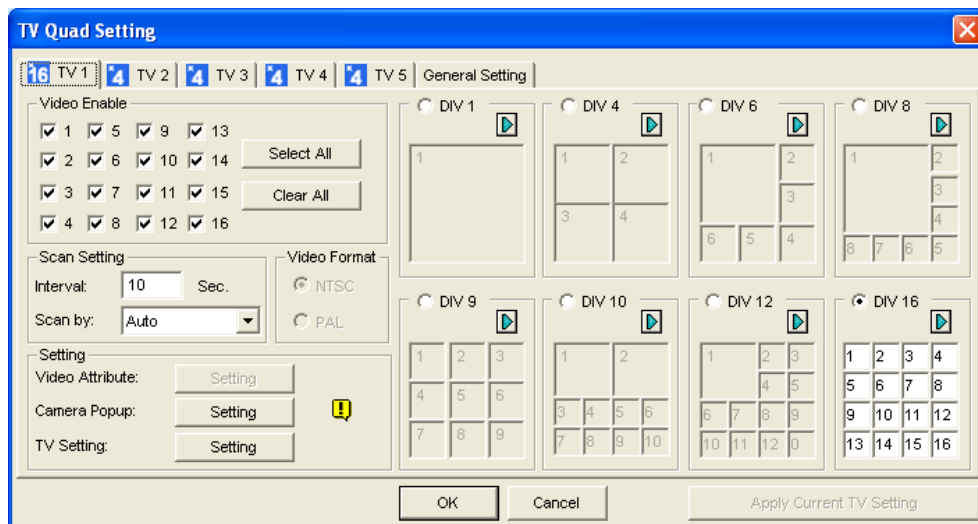 TV Quad Setting
×16 TV 1 ×4 TV 2 ×4 TV 3 ×4 TV 4 ×4 TV 5 General Setting
Video Enable
1 5 9 13
2 6 10 14
3 7 11 15
4 8 12 16
Select All
Clear All
Scan Setting
Interval: 10 Sec.
Scan by: Auto
Video Format
NTSC
PAL
Setting
Video Attribute: Setting
Camera Popup: Setting
TV Setting: Setting
!
DIV 1
1
DIV 4
1 2
3 4
DIV 6
1 2
3
6 5 4
DIV 8
1 2
3
4
8 7 6 5
DIV 9
1 2 3
4 5 6
7 8 9
DIV 10
1 2
3 4 5 6
7 8 9 10
DIV 12
1 2 3
4 5
6 7 8 9
10 11 12 0
DIV 16
1 2 3 4
5 6 7 8
9 10 11 12
13 14 15 16
OK Cancel Apply Current TV Setting